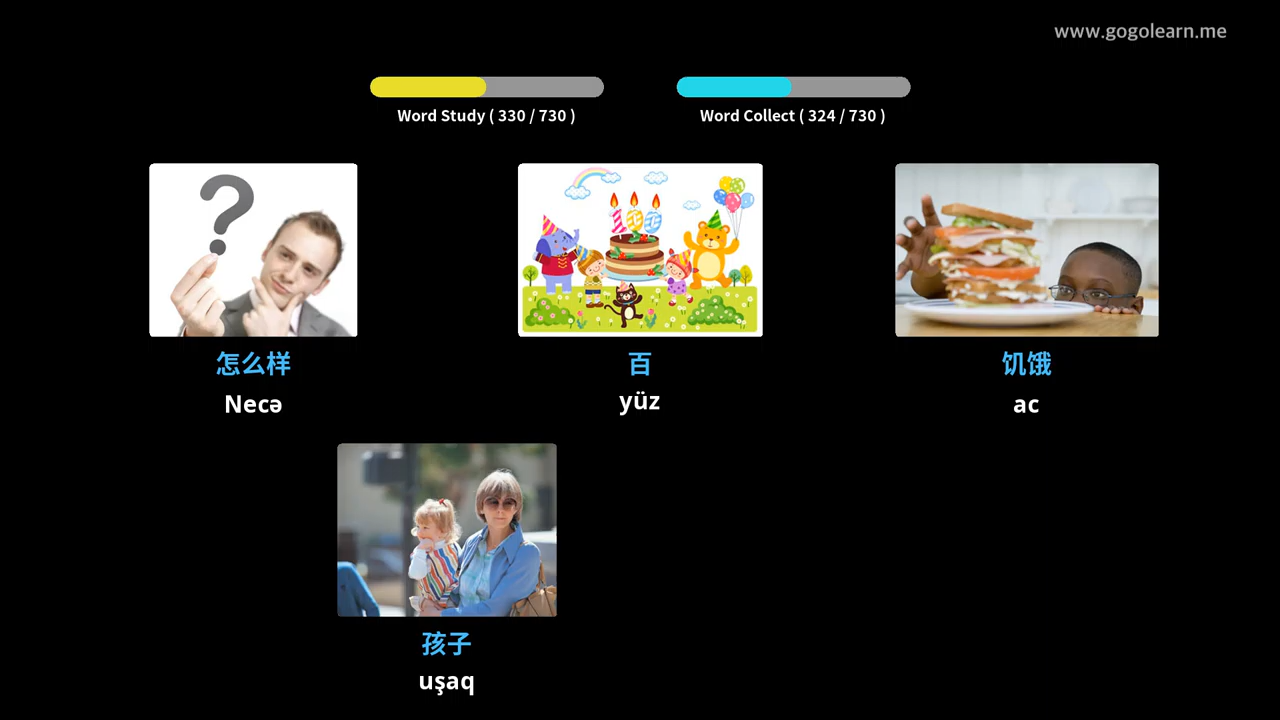 www.gogolearn.me
Word Study ( 330 / 730 )
Word Collect ( 324 / 730 )
100
怎么样
百
饥饿
Necə
yüz
ac
孩子
uşaq